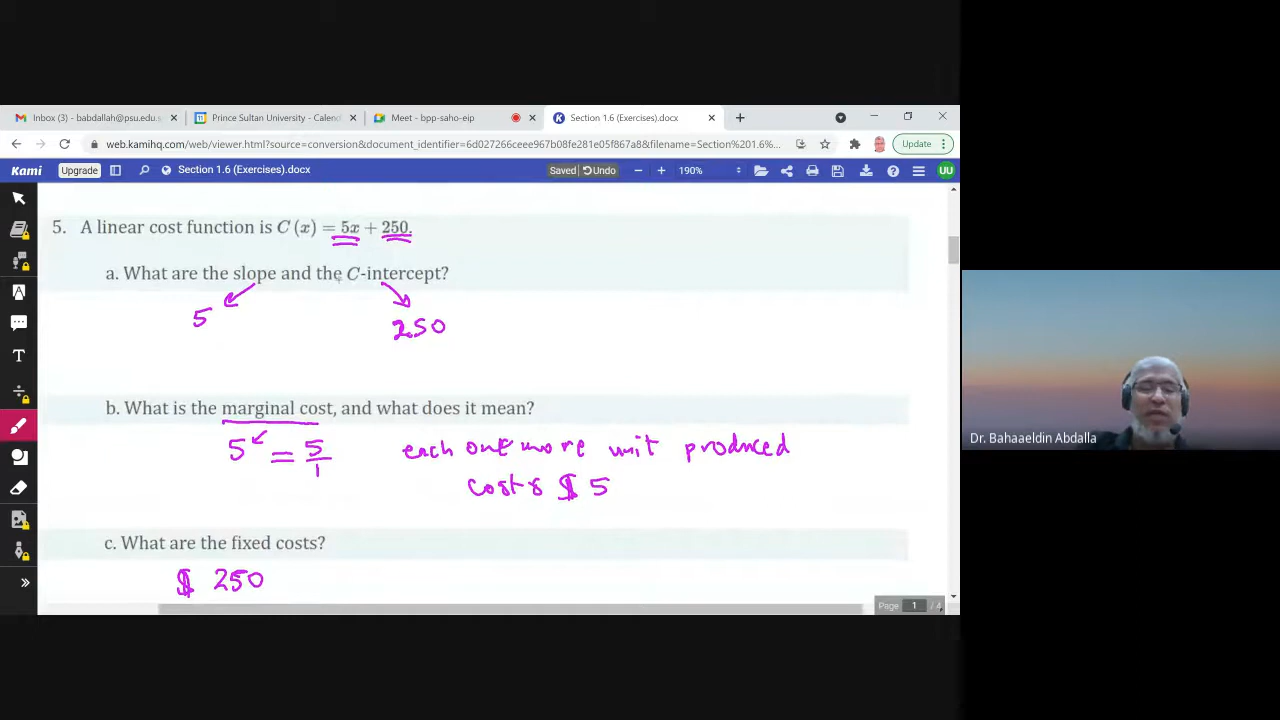 Inbox (3) - babdallah@psu.edu.s
Prince Sultan University - Calend
Meet - bpp-saho-eip
Section 1.6 (Exercises).docx
web.kamihq.com/web/viewer.html?source=conversion&document_identifier=6d027266ceee967b08fe281e05f867a8&filename=Section%201.6%...
Update
Kami Upgrade Section 1.6 (Exercises).docx Saved Undo 190% UU
5. A linear cost function is C (x) = 5x + 250.
a. What are the slope and the C-intercept?
5 250
b. What is the marginal cost, and what does it mean?
5 = 5/1 each one more unit produced
costs $ 5
c. What are the fixed costs?
$ 250
Page 1 / 4
Dr. Bahaaeldin Abdalla